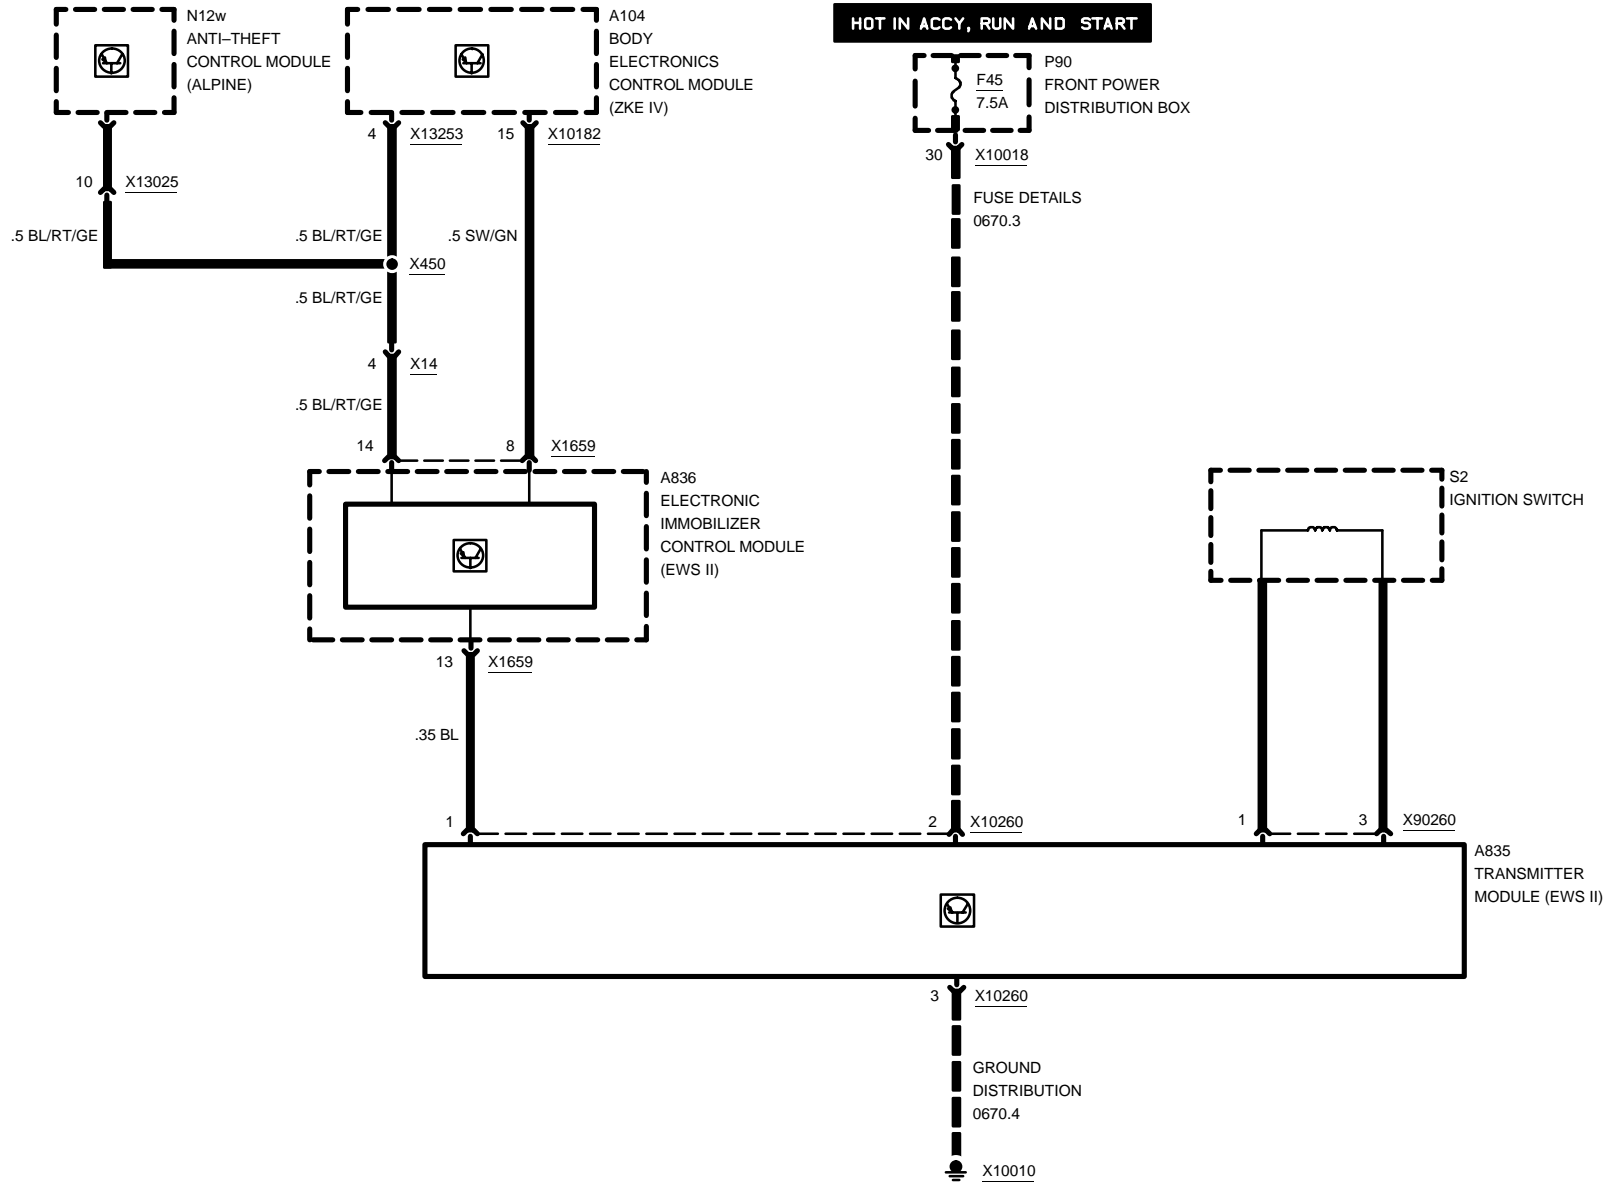 N12w
ANTI–THEFT
CONTROL MODULE
(ALPINE)
A104
BODY
ELECTRONICS
CONTROL MODULE
(ZKE IV)
HOT IN ACCY, RUN AND START
F45
7.5A
P90
FRONT POWER
DISTRIBUTION BOX
4
X13253
15
X10182
30
X10018
10
X13025
FUSE DETAILS
0670.3
.5 BL/RT/GE
.5 BL/RT/GE
.5 SW/GN
X450
.5 BL/RT/GE
4
X14
.5 BL/RT/GE
14
8
X1659
A836
ELECTRONIC
IMMOBILIZER
CONTROL MODULE
(EWS II)
S2
IGNITION SWITCH
13
X1659
.35 BL
1
2
X10260
1
3
X90260
A835
TRANSMITTER
MODULE (EWS II)
3
X10260
GROUND
DISTRIBUTION
0670.4
X10010